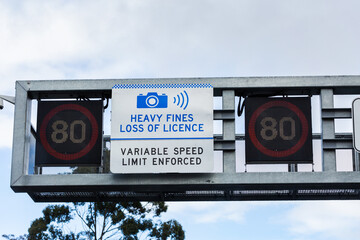 80
HEAVY FINES
LOSS OF LICENCE
VARIABLE SPEED
LIMIT ENFORCED
80